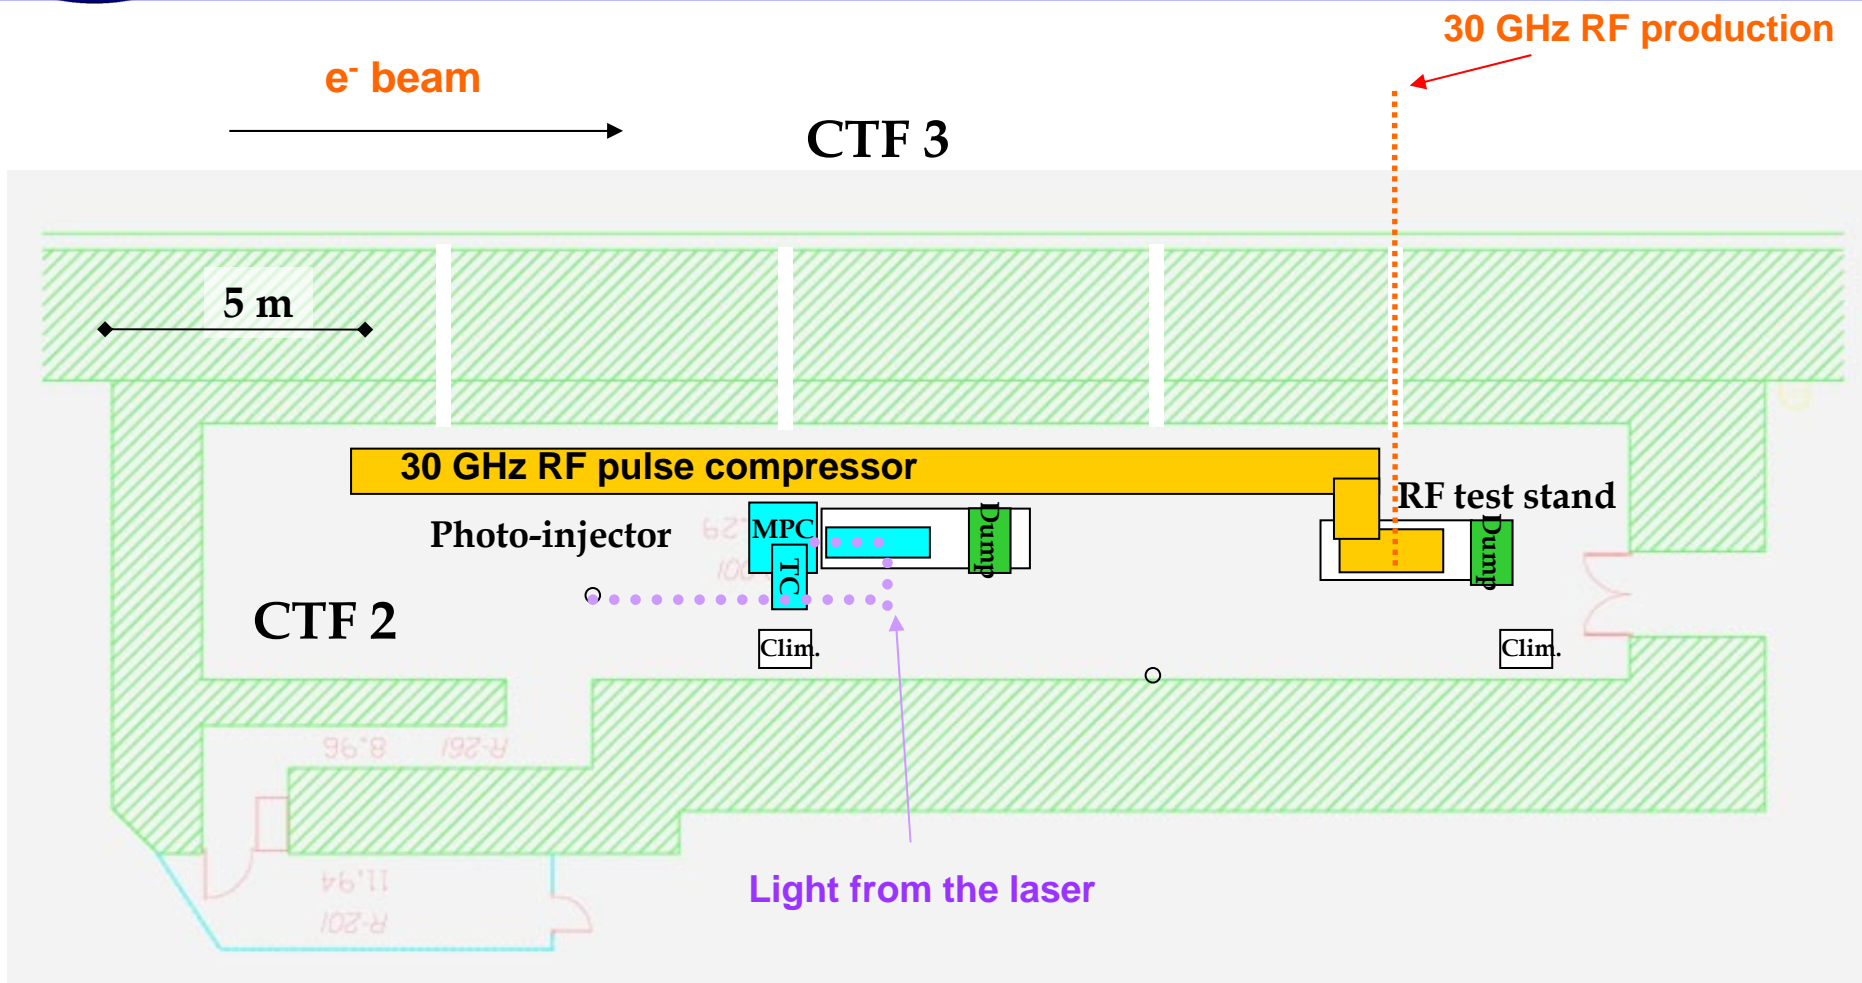 30 GHz RF production
e- beam
CTF 3
5 m
30 GHz RF pulse compressor
RF test stand
Photo-injector
MPC
Dump
Dump
TC
CTF 2
Clim.
Clim.
8.96
R-261
Light from the laser
11.94
R-201